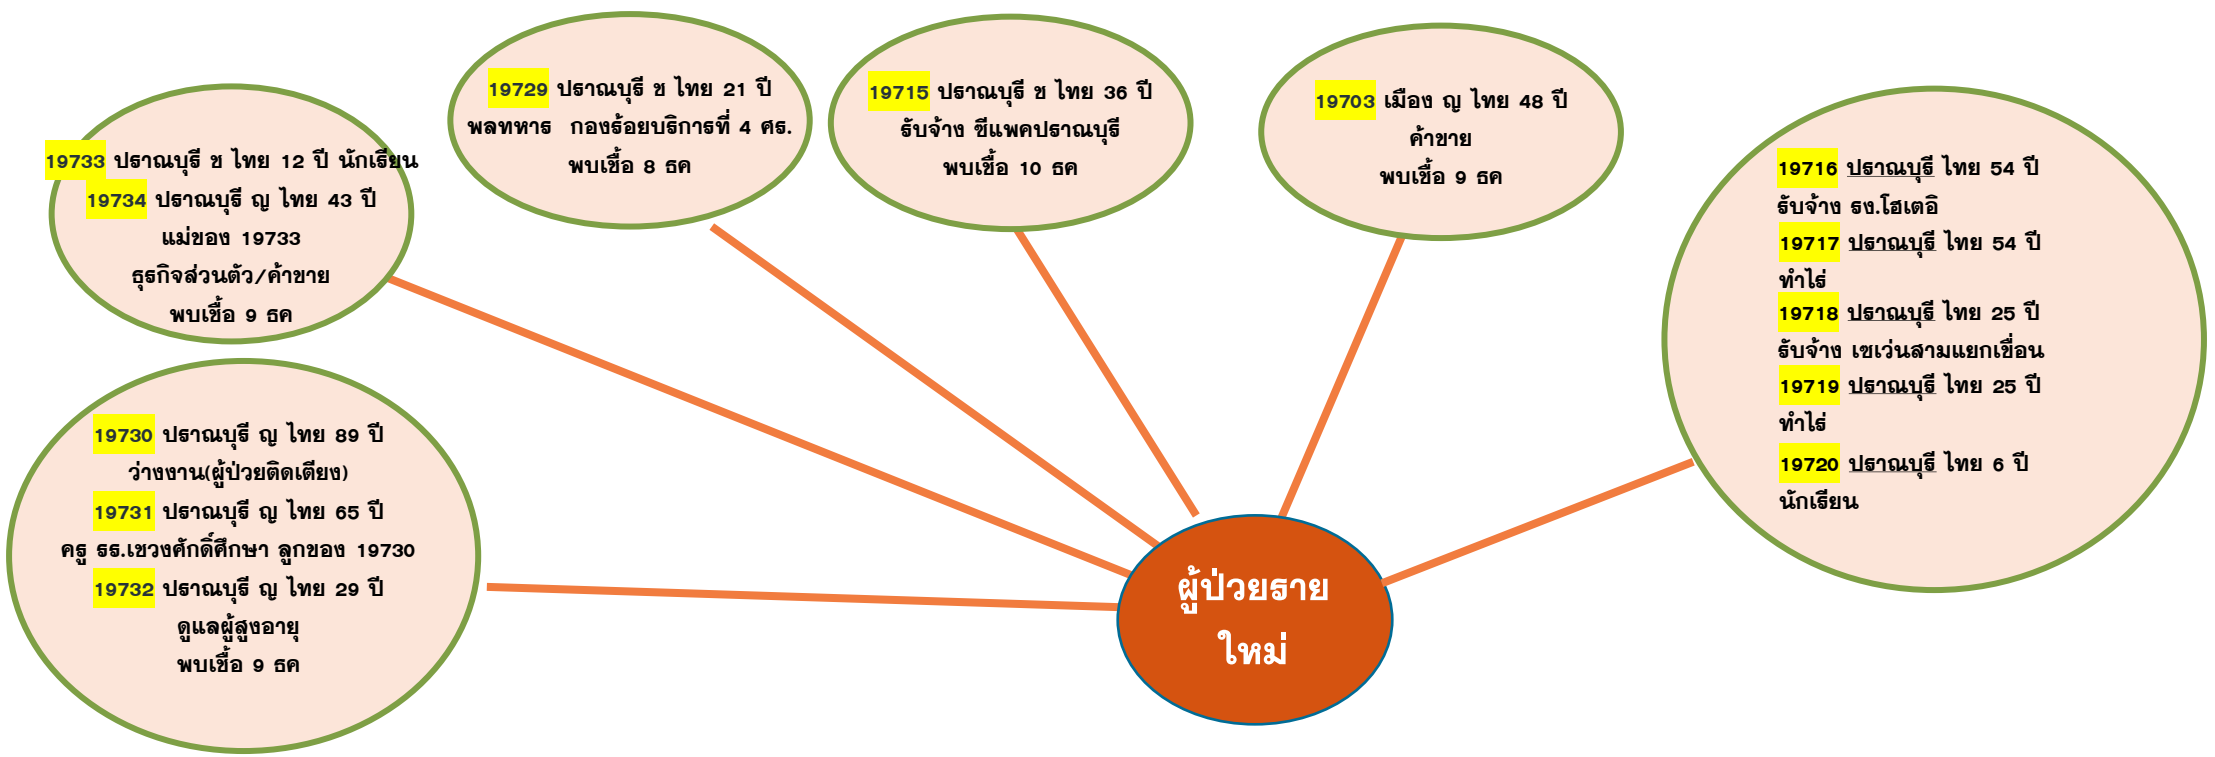 19733 ปราณบุรี ช ไทย 12 ปี นักเรียน
19734 ปราณบุรี ญ ไทย 43 ปี
แม่ของ 19733
ธุรกิจส่วนตัว/ค้าขาย
พบเชื้อ 9 ธค
19729 ปราณบุรี ช ไทย 21 ปี
พลทหาร กองร้อยบริการที่ 4 ศร.
พบเชื้อ 8 ธค
19715 ปราณบุรี ช ไทย 36 ปี
รับจ้าง ซีแพคปราณบุรี
พบเชื้อ 10 ธค
19703 เมือง ญ ไทย 48 ปี
ค้าขาย
พบเชื้อ 9 ธค
19716 ปราณบุรี ไทย 54 ปี
รับจ้าง รง.โฮเตอิ
19717 ปราณบุรี ไทย 54 ปี
ทำไร่
19718 ปราณบุรี ไทย 25 ปี
รับจ้าง เซเว่นสามแยกเขื่อน
19719 ปราณบุรี ไทย 25 ปี
ทำไร่
19720 ปราณบุรี ไทย 6 ปี
นักเรียน
19730 ปราณบุรี ญ ไทย 89 ปี
ว่างงาน(ผู้ป่วยติดเตียง)
19731 ปราณบุรี ญ ไทย 65 ปี
ครู รร.เขวงศักดิ์ศึกษา ลูกของ 19730
19732 ปราณบุรี ญ ไทย 29 ปี
ดูแลผู้สูงอายุ
พบเชื้อ 9 ธค
ผู้ป่วยราย
ใหม่